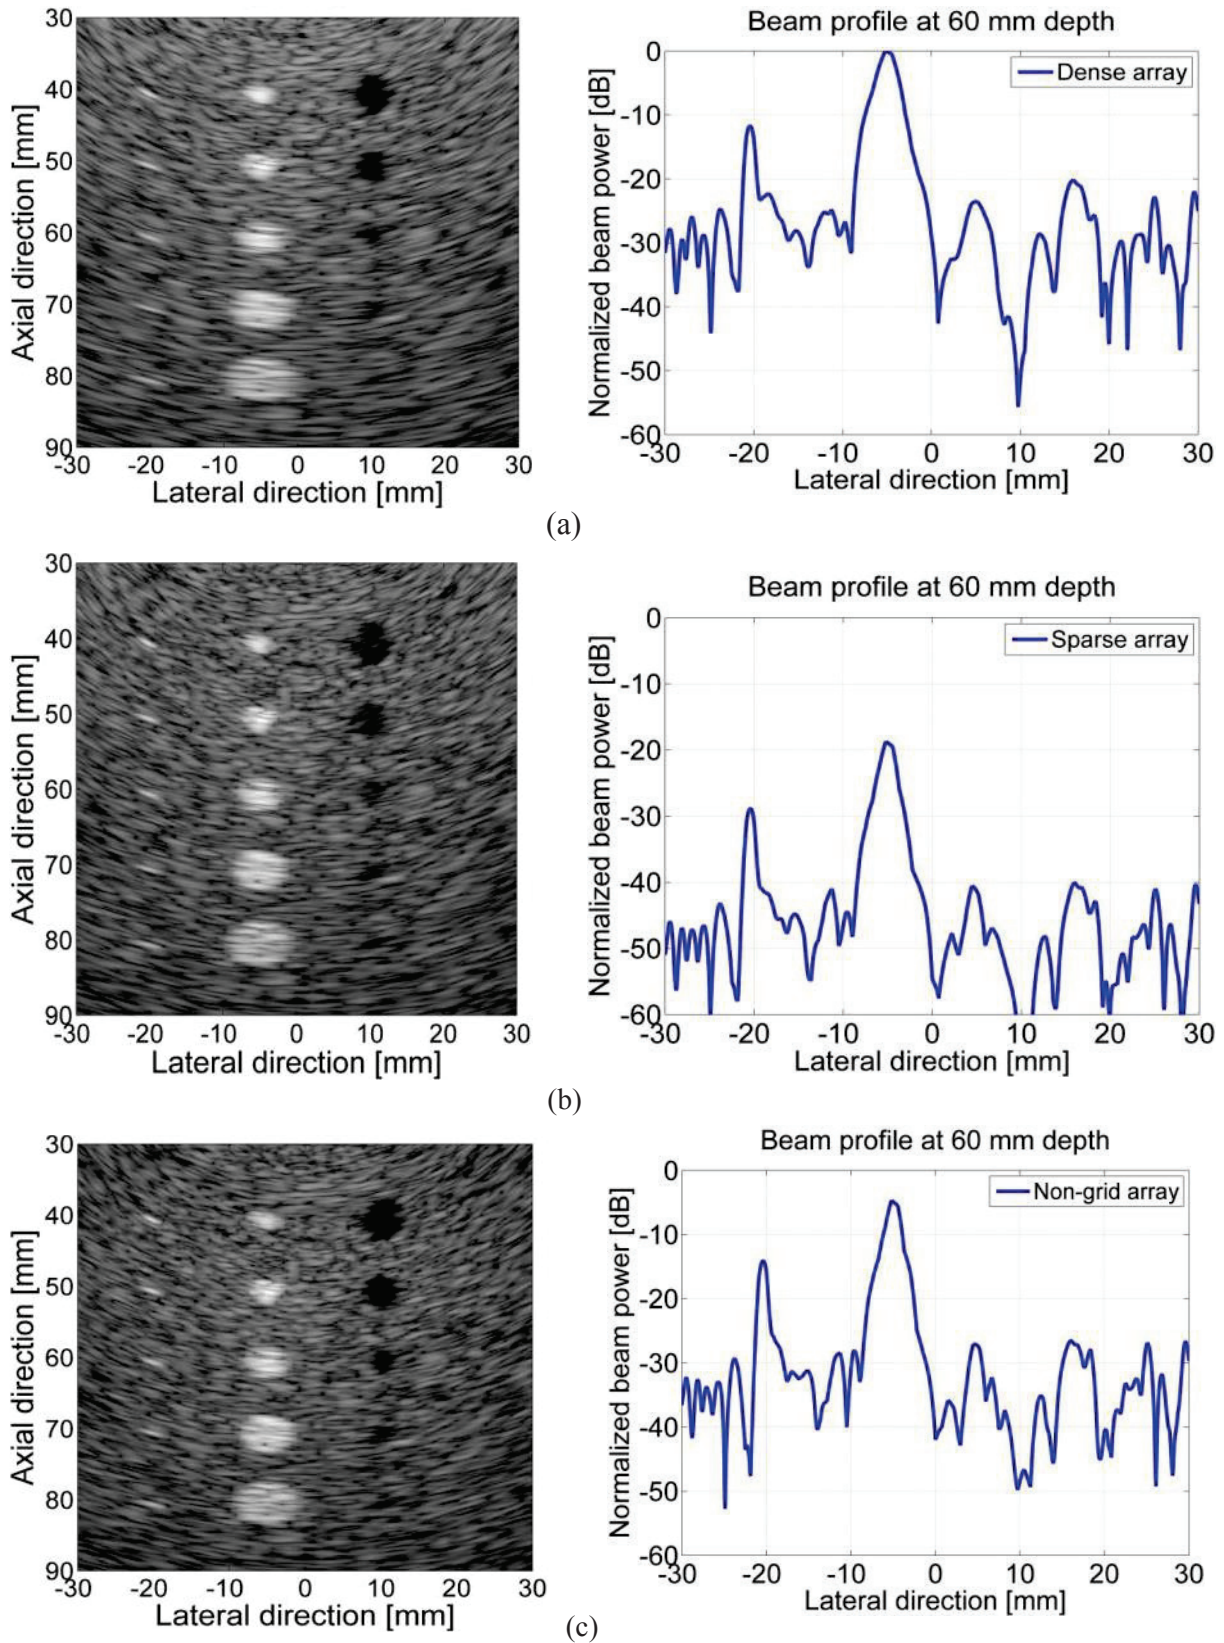 Beam profile at 60 mm depth
30
40
50
60
70
80
90
Axial direction [mm]
-30 -20 -10 0 10 20 30
Lateral direction [mm]
0
-10
-20
-30
-40
-50
-60
Normalized beam power [dB]
Dense array
-30 -20 -10 0 10 20 30
Lateral direction [mm]
(a)
30
40
50
60
70
80
90
Axial direction [mm]
-30 -20 -10 0 10 20 30
Lateral direction [mm]
Beam profile at 60 mm depth
0
-10
-20
-30
-40
-50
-60
Normalized beam power [dB]
Sparse array
-30 -20 -10 0 10 20 30
Lateral direction [mm]
(b)
30
40
50
60
70
80
90
Axial direction [mm]
-30 -20 -10 0 10 20 30
Lateral direction [mm]
Beam profile at 60 mm depth
0
-10
-20
-30
-40
-50
-60
Normalized beam power [dB]
Non-grid array
-30 -20 -10 0 10 20 30
Lateral direction [mm]
(c)